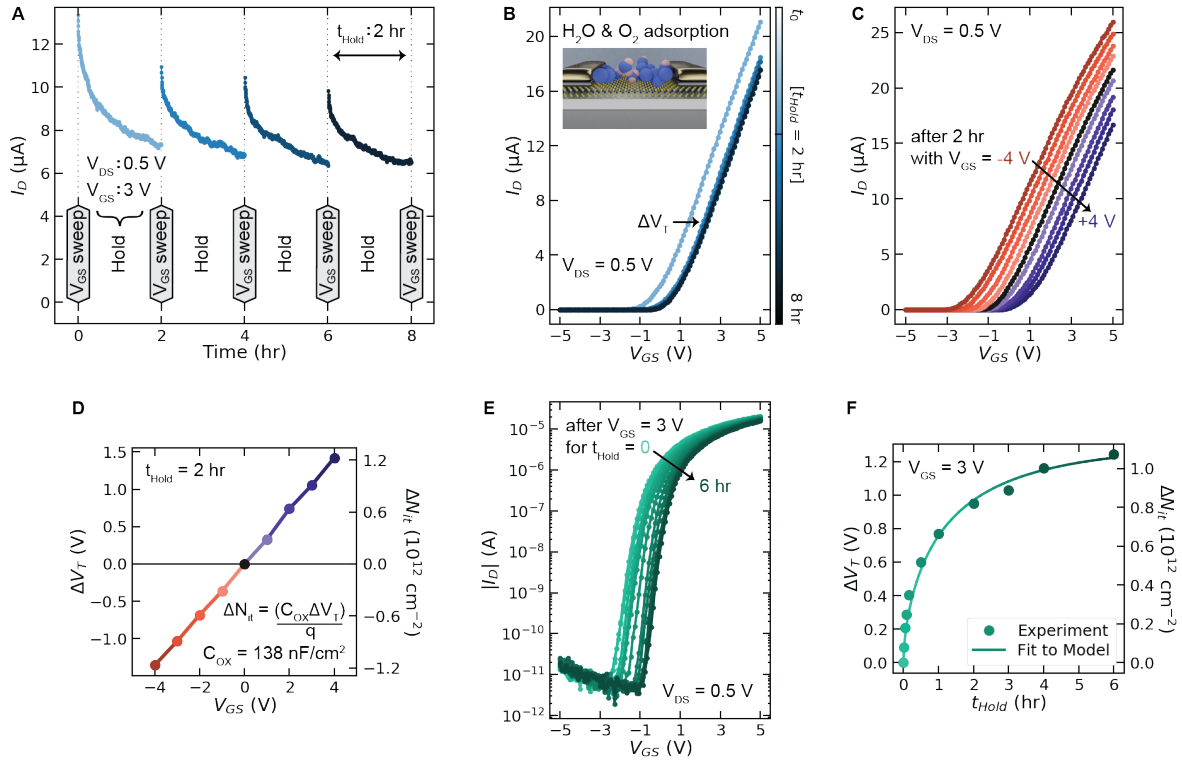 A
I_D (μA)
12
10
8
6
4
2
0
t_Hold : 2 hr
V_DS : 0.5 V
V_GS : 3 V
V_GS sweep
Hold
V_GS sweep
Hold
V_GS sweep
Hold
V_GS sweep
Hold
V_GS sweep
0 2 4 6 8
Time (hr)
B
I_D (μA)
20
16
12
8
4
0
H₂O & O₂ adsorption
ΔV_T
V_DS = 0.5 V
−5 −3 −1 1 3 5
V_GS (V)
t₀
[t_Hold = 2 hr]
8 hr
C
I_D (μA)
25
20
15
10
5
0
V_DS = 0.5 V
after 2 hr
with V_GS = -4 V
+4 V
−5 −3 −1 1 3 5
V_GS (V)
D
ΔV_T (V)
1.5
1.0
0.5
0.0
−0.5
−1.0
t_Hold = 2 hr
ΔN_it = (C_OX ΔV_T)
q
C_OX = 138 nF/cm²
−4 −2 0 2 4
V_GS (V)
1.2
0.6
0.0
−0.6
−1.2
ΔN_it (10¹² cm⁻²)
E
|I_D| (A)
10⁻⁵
10⁻⁶
10⁻⁷
10⁻⁸
10⁻⁹
10⁻¹⁰
10⁻¹¹
10⁻¹²
after V_GS = 3 V
for t_Hold = 0
6 hr
V_DS = 0.5 V
−5 −3 −1 1 3 5
V_GS (V)
F
ΔV_T (V)
1.2
1.0
0.8
0.6
0.4
0.2
0.0
V_GS = 3 V
Experiment
Fit to Model
0 1 2 3 4 5 6
t_Hold (hr)
1.0
0.8
0.6
0.4
0.2
0.0
ΔN_it (10¹² cm⁻²)